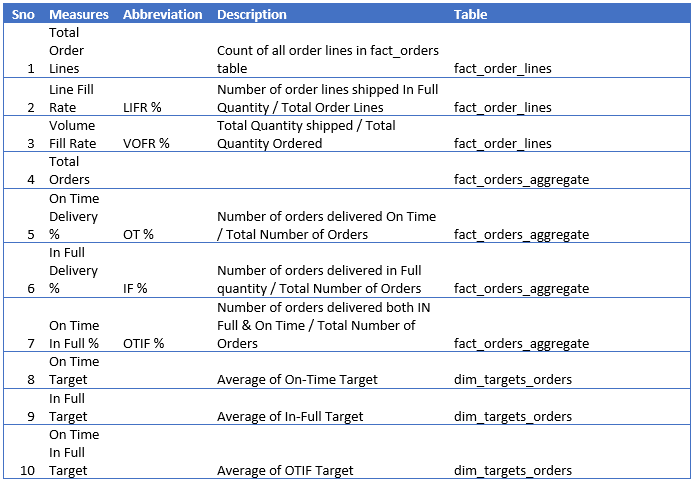 Sno Measures Abbreviation Description Table
Total
Order Count of all order lines in fact_orders
1 Lines table fact_order_lines
Line Fill Number of order lines shipped In Full
2 Rate LIFR % Quantity / Total Order Lines fact_order_lines
Volume Total Quantity shipped / Total
3 Fill Rate VOFR % Quantity Ordered fact_order_lines
Total
4 Orders fact_orders_aggregate
On Time
Delivery Number of orders delivered On Time
5 % OT % / Total Number of Orders fact_orders_aggregate
In Full
Delivery Number of orders delivered in Full
6 % IF % quantity / Total Number of Orders fact_orders_aggregate
Number of orders delivered both IN
On Time Full & On Time / Total Number of
7 In Full % OTIF % Orders fact_orders_aggregate
On Time
8 Target Average of On-Time Target dim_targets_orders
In Full
9 Target Average of In-Full Target dim_targets_orders
On Time
In Full
10 Target Average of OTIF Target dim_targets_orders